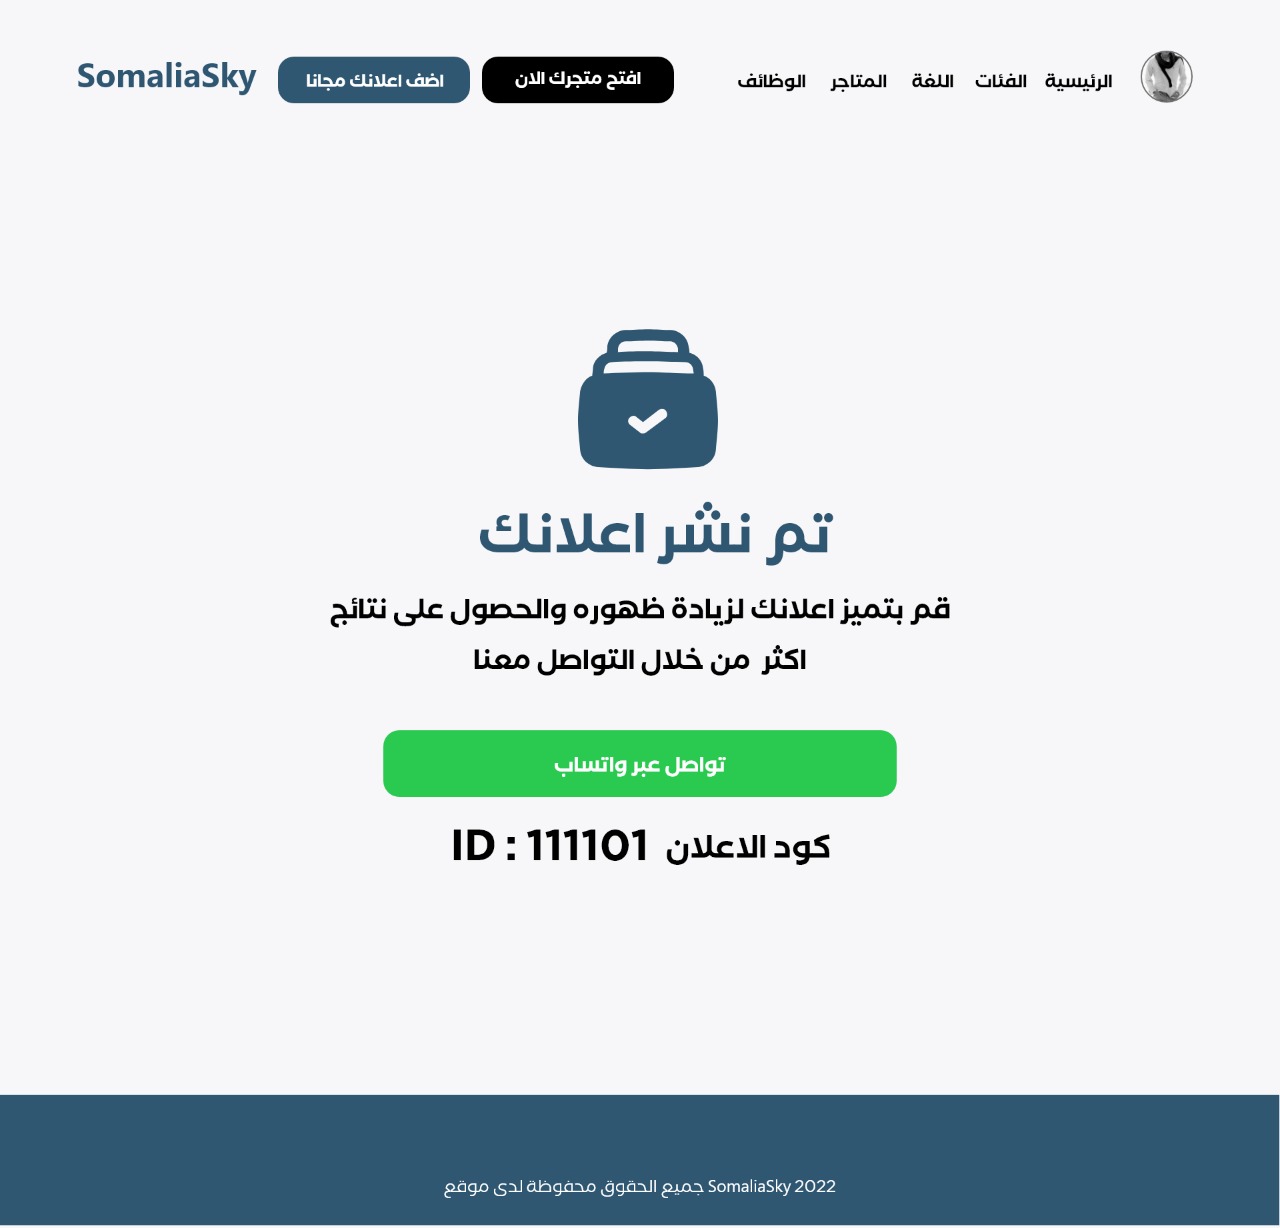 الرئيسية
الفئات
اللغة
المتاجر
الوظائف
افتح متجرك الان
اضف اعلانك مجانا
SomaliaSky
تم نشر اعلانك
قم بتميز اعلانك لزيادة ظهوره والحصول على نتائج
اكثر من خلال التواصل معنا
تواصل عبر واتساب
كود الاعلان ID : 111101
جميع الحقوق محفوظة لدى موقع SomaliaSky 2022